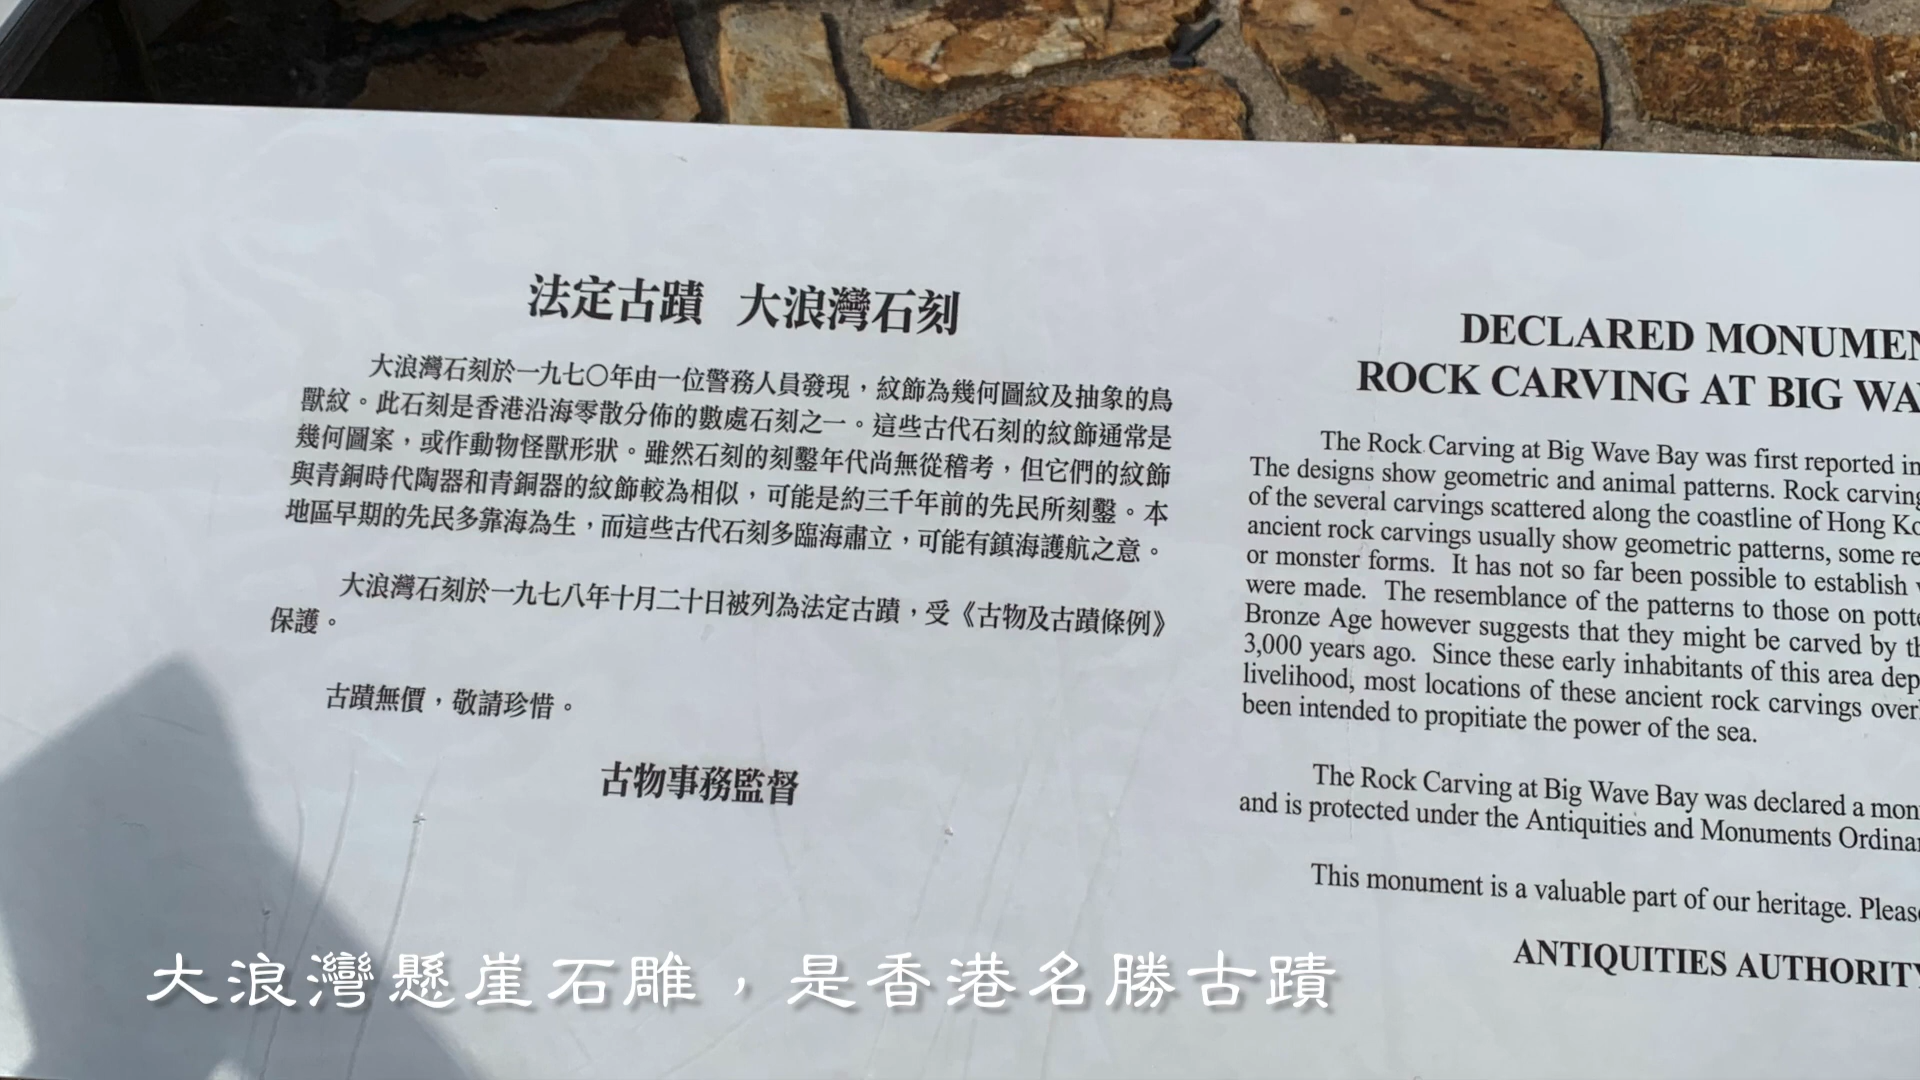 法定古蹟 大浪灣石刻
大浪灣石刻於一九七〇年由一位警務人員發現，紋飾為幾何圖紋及抽象的鳥
獸紋。此石刻是香港沿海零散分佈的數處石刻之一。這些古代石刻的紋飾通常是
幾何圖案，或作動物怪獸形狀。雖然石刻的刻鑿年代尚無從稽考，但它們的紋飾
與青銅時代陶器和青銅器的紋飾較為相似，可能是約三千年前的先民所刻鑿。本
地區早期的先民多靠海為生，而這些古代石刻多臨海肅立，可能有鎮海護航之意。
大浪灣石刻於一九七八年十月二十日被列為法定古蹟，受《古物及古蹟條例》
保護。
古蹟無價，敬請珍惜。
古物事務監督
DECLARED
ROCK CARVING AT BIG
The Rock Carving at Big Wave Bay was first reported in
The designs show geometric and animal patterns. Rock
of the several carvings scattered along the coastline of Hong
ancient rock carvings usually show geometric patterns, some
or monster forms. It has not so far been possible to establish
were made. The resemblance of the patterns to those on
Bronze Age however suggests that they might be carved by
3,000 years ago. Since these early inhabitants of this area
livelihood, most locations of these ancient rock carvings
been intended to propitiate the power of the sea.
The Rock Carving at Big Wave Bay was declared a
and is protected under the Antiquities and Monuments
This monument is a valuable part of our heritage.
ANTIQUITIES AUTHORITY
大浪灣懸崖石雕，是香港名勝古蹟